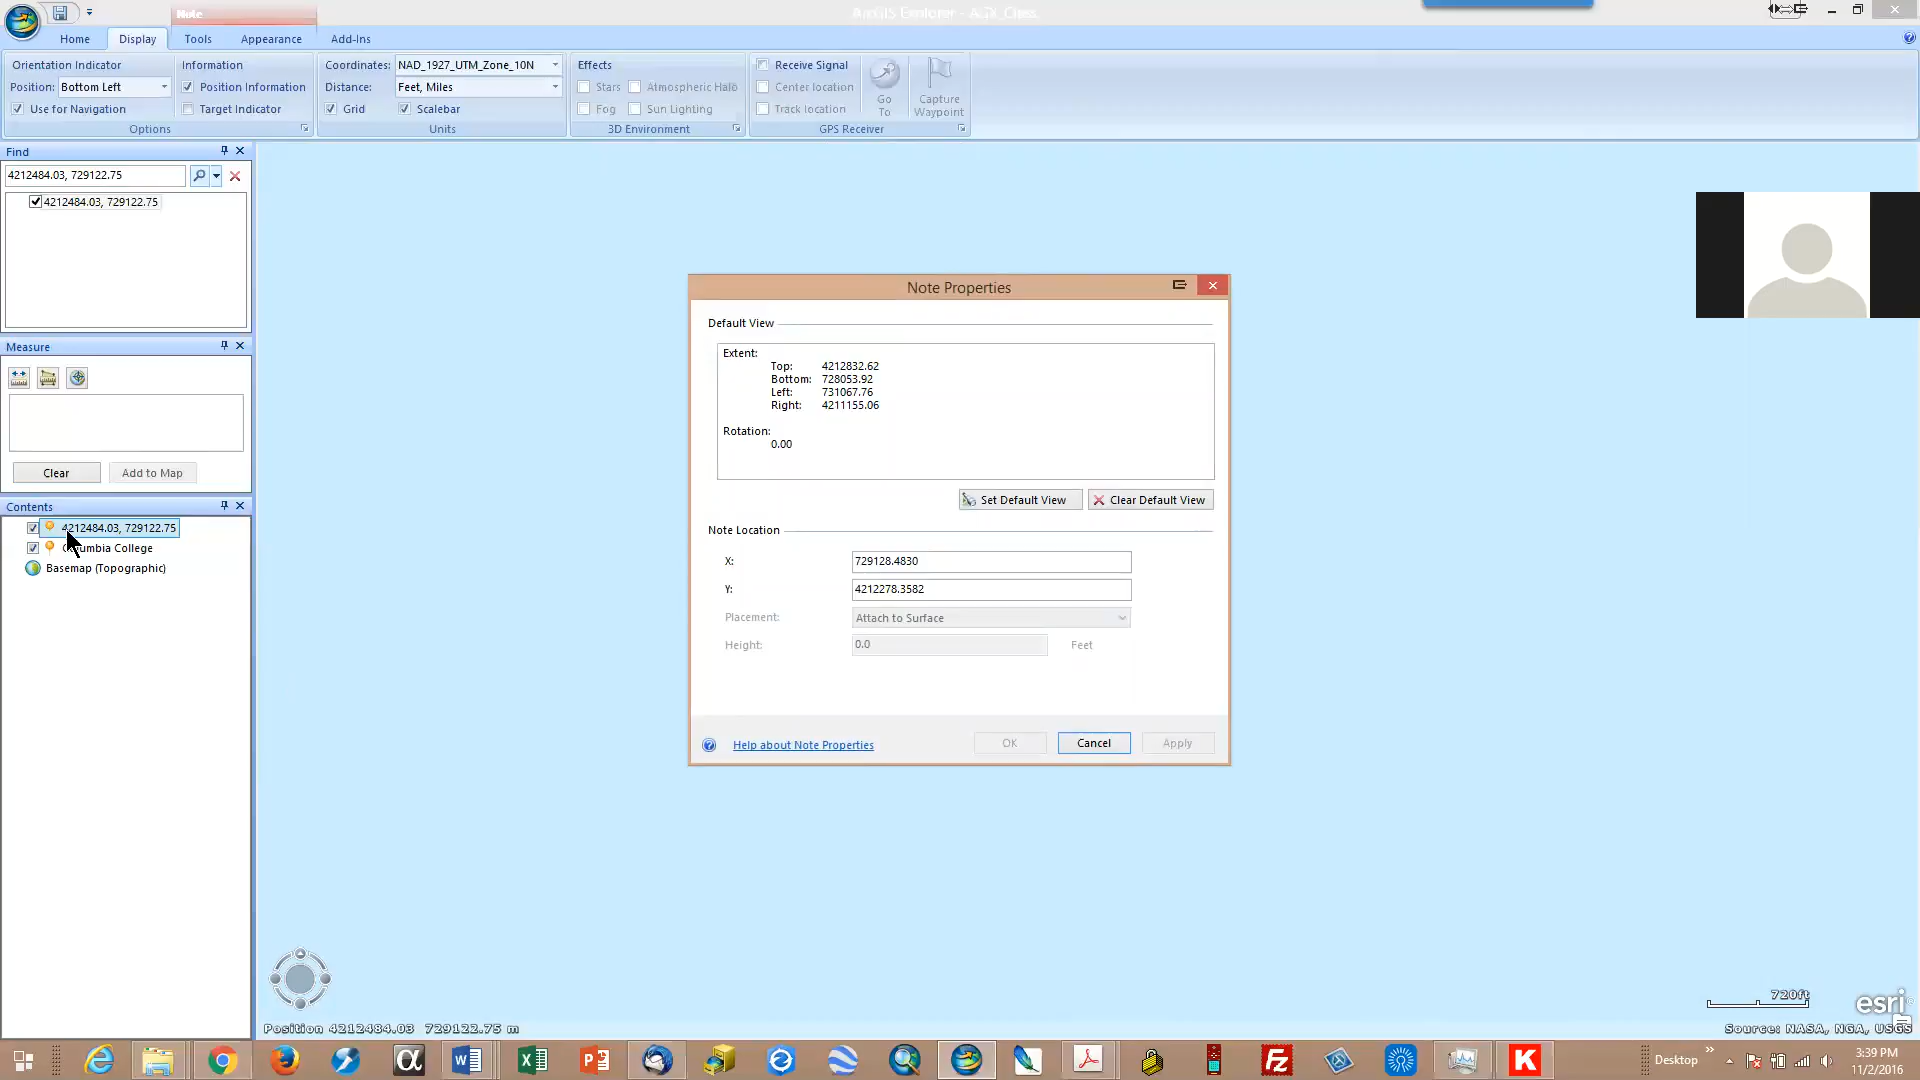 Note
ArcGIS Explorer - A
Home
Display
Tools
Appearance
Add-Ins
Orientation Indicator
Position: Bottom Left
Use for Navigation
Options
Information
Position Information
Target Indicator
Coordinates: NAD_1927_UTM_Zone_10N
Distance: Feet, Miles
Grid
Scalebar
Units
Effects
Stars
Atmospheric Halo
Fog
Sun Lighting
3D Environment
Receive Signal
Center location
Track location
Go
To
Capture
Waypoint
GPS Receiver
Find
4212484.03, 729122.75
4212484.03, 729122.75
Measure
Clear
Add to Map
Contents
4212484.03, 729122.75
umbia College
Basemap (Topographic)
Note Properties
Default View
Extent:
Top: 4212832.62
Bottom: 728053.92
Left: 731067.76
Right: 4211155.06
Rotation:
0.00
Set Default View
Clear Default View
Note Location
X: 729128.4830
Y: 4212278.3582
Placement: Attach to Surface
Height: 0.0 Feet
Help about Note Properties
OK
Cancel
Apply
720ft
esri
Position 4212484.03 729122.75 m
Source: NASA, NGA, USGS
Desktop
3:39 PM
11/2/2016